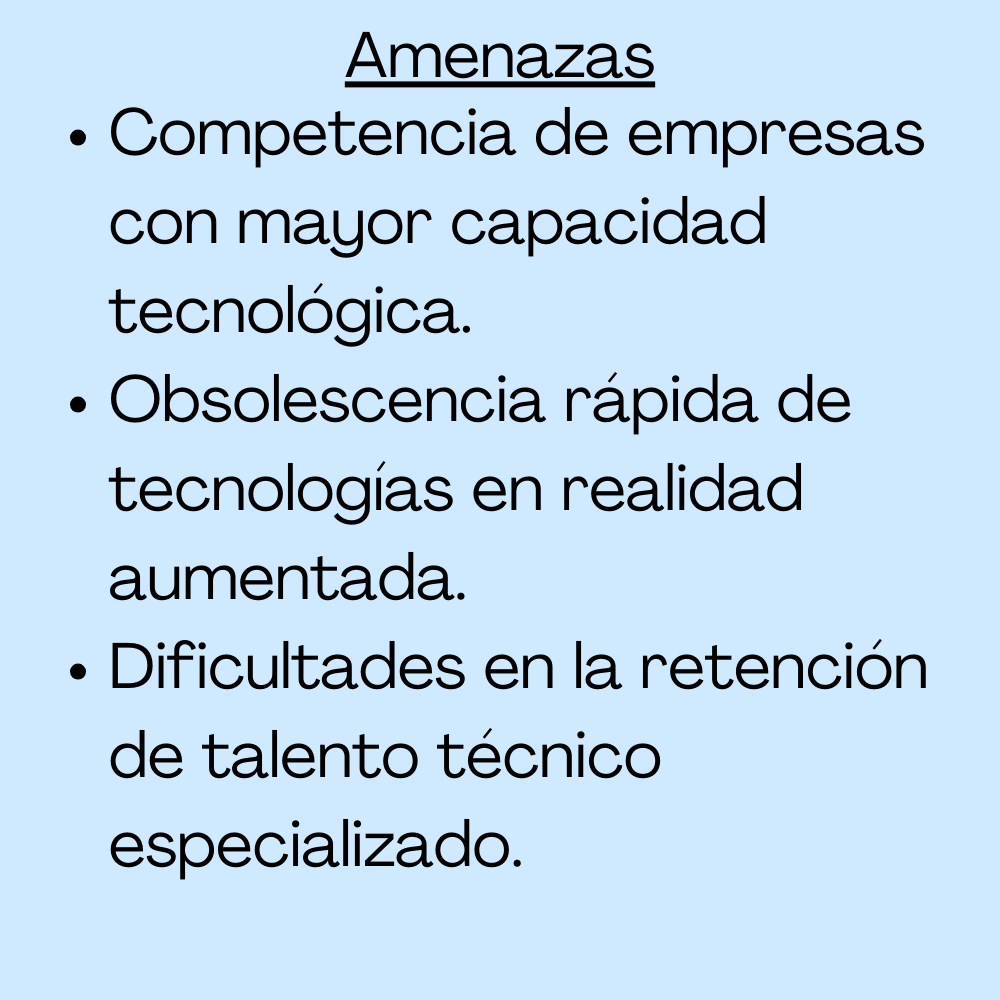 Amenazas
• Competencia de empresas
con mayor capacidad
tecnológica.
• Obsolescencia rápida de
tecnologías en realidad
aumentada.
• Dificultades en la retención
de talento técnico
especializado.